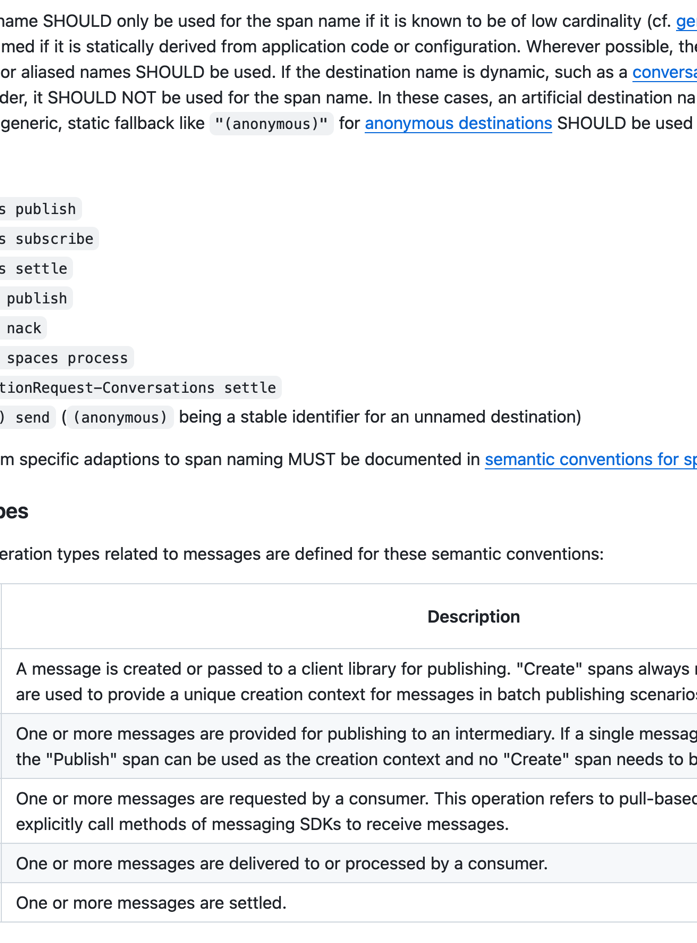 name SHOULD only be used for the span name if it is known to be of low cardinality (cf. ge
med if it is statically derived from application code or configuration. Wherever possible, the
or aliased names SHOULD be used. If the destination name is dynamic, such as a conversa
der, it SHOULD NOT be used for the span name. In these cases, an artificial destination na
generic, static fallback like "(anonymous)" for anonymous destinations SHOULD be used
s publish
s subscribe
s settle
publish
nack
spaces process
tionRequest-Conversations settle
) send ( (anonymous) being a stable identifier for an unnamed destination)
m specific adaptions to span naming MUST be documented in semantic conventions for sp
pes
eration types related to messages are defined for these semantic conventions:
Description
A message is created or passed to a client library for publishing. "Create" spans always r
are used to provide a unique creation context for messages in batch publishing scenarios
One or more messages are provided for publishing to an intermediary. If a single messag
the "Publish" span can be used as the creation context and no "Create" span needs to b
One or more messages are requested by a consumer. This operation refers to pull-based
explicitly call methods of messaging SDKs to receive messages.
One or more messages are delivered to or processed by a consumer.
One or more messages are settled.